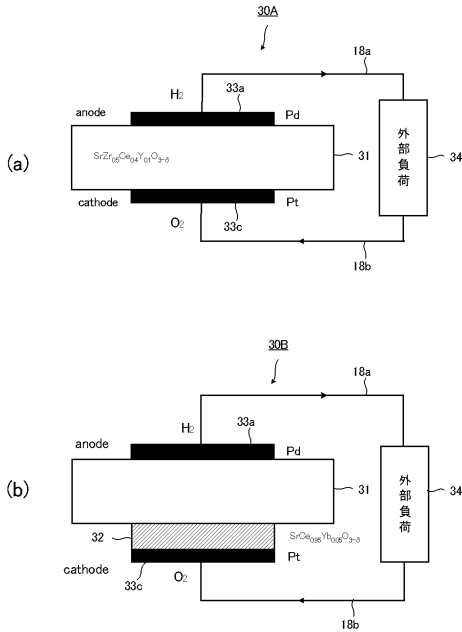 30A
18a
H2
33a
anode
Pd
外部負荷
(a)
SrZr0.5Ce0.4Y0.1O3-δ
31
34
cathode
Pt
O2
33c
18b
30B
18a
H2
33a
anode
Pd
外部負荷
(b)
31
34
32
SrCe0.95Yb0.05O3-δ
Pt
cathode
33c
O2
18b